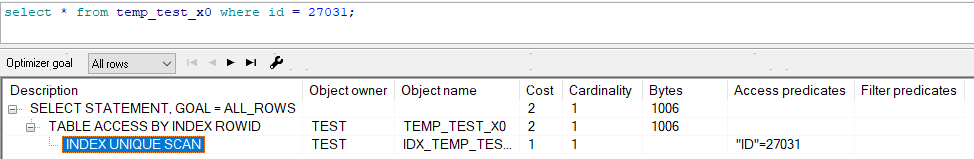 select * from temp_test_x0 where id = 27031;
Optimizer goal All rows
Description Object owner Object name Cost Cardinality Bytes Access predicates Filter predicates
SELECT STATEMENT, GOAL = ALL_ROWS 2 1 1006
TABLE ACCESS BY INDEX ROWID TEST TEMP_TEST_X0 2 1 1006
INDEX UNIQUE SCAN TEST IDX_TEMP_TES... 1 1 "ID"=27031